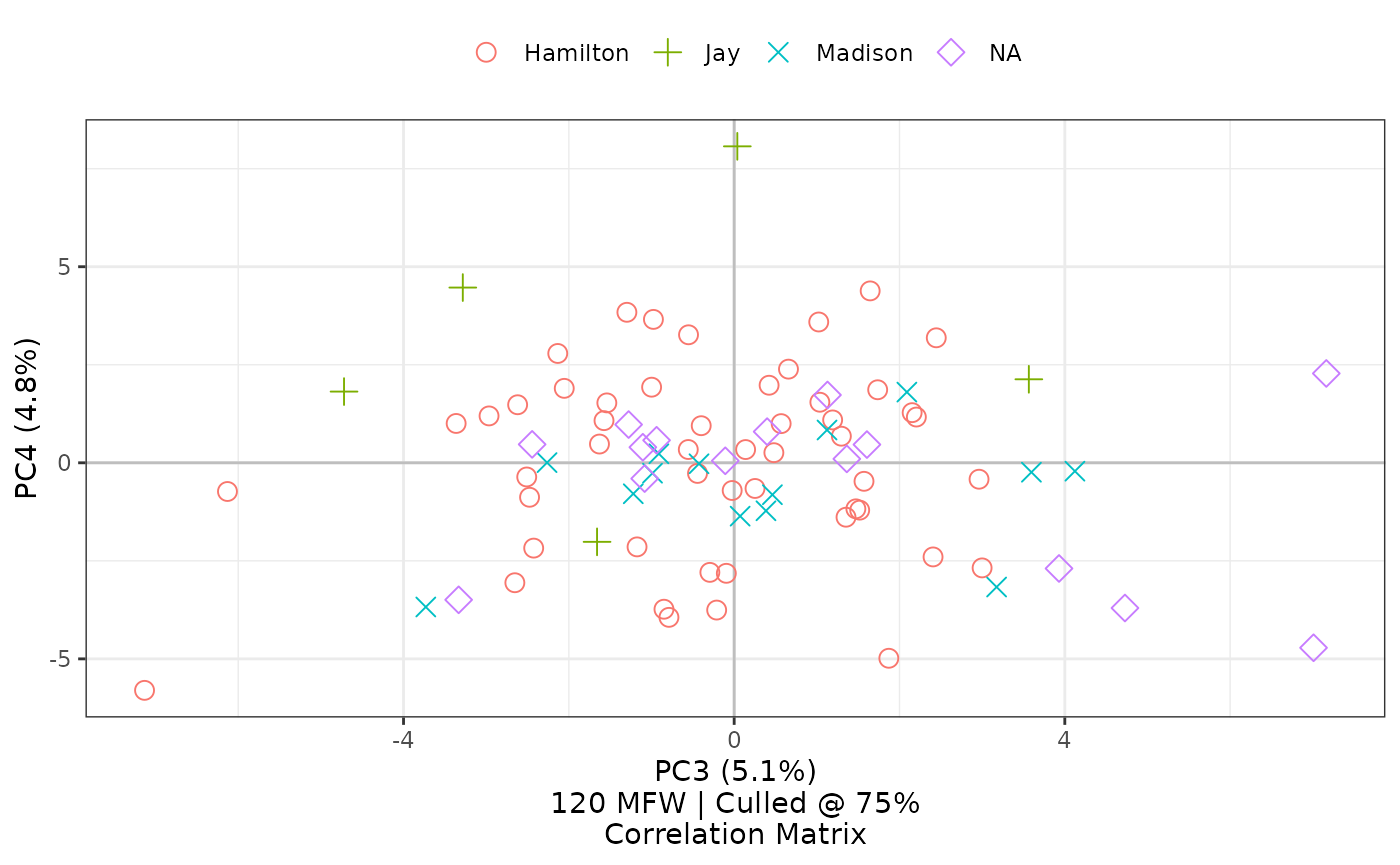 Hamilton Jay Madison NA
PC4 (4.8%)
5
0
-5
-4 0 4
PC3 (5.1%)
120 MFW | Culled @ 75%
Correlation Matrix